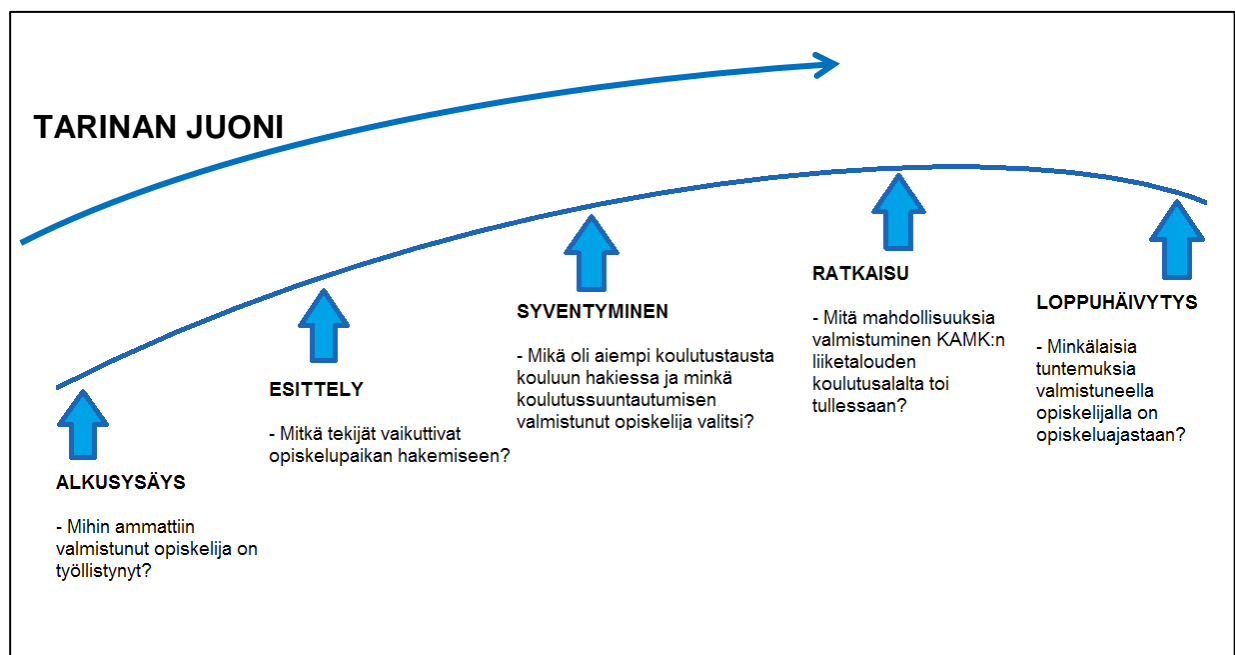 TARINAN JUONI
ALKUSYSÄYS
- Mihin ammattiin
valmistunut opiskelija on
työllistynyt?
ESITTELY
- Mitkä tekijät vaikuttivat
opiskelupaikan hakemiseen?
SYVENTYMINEN
- Mikä oli aiempi koulutustausta
kouluun hakiessa ja minkä
koulutussuuntautumisen
valmistunut opiskelija valitsi?
RATKAISU
- Mitä mahdollisuuksia
valmistuminen KAMK:n
liiketalouden
koulutusalalta toi
tullessaan?
LOPPUHÄIVYTYS
- Minkälaisia
tuntemuksia
valmistuneella
opiskelijalla on
opiskeluajastaan?